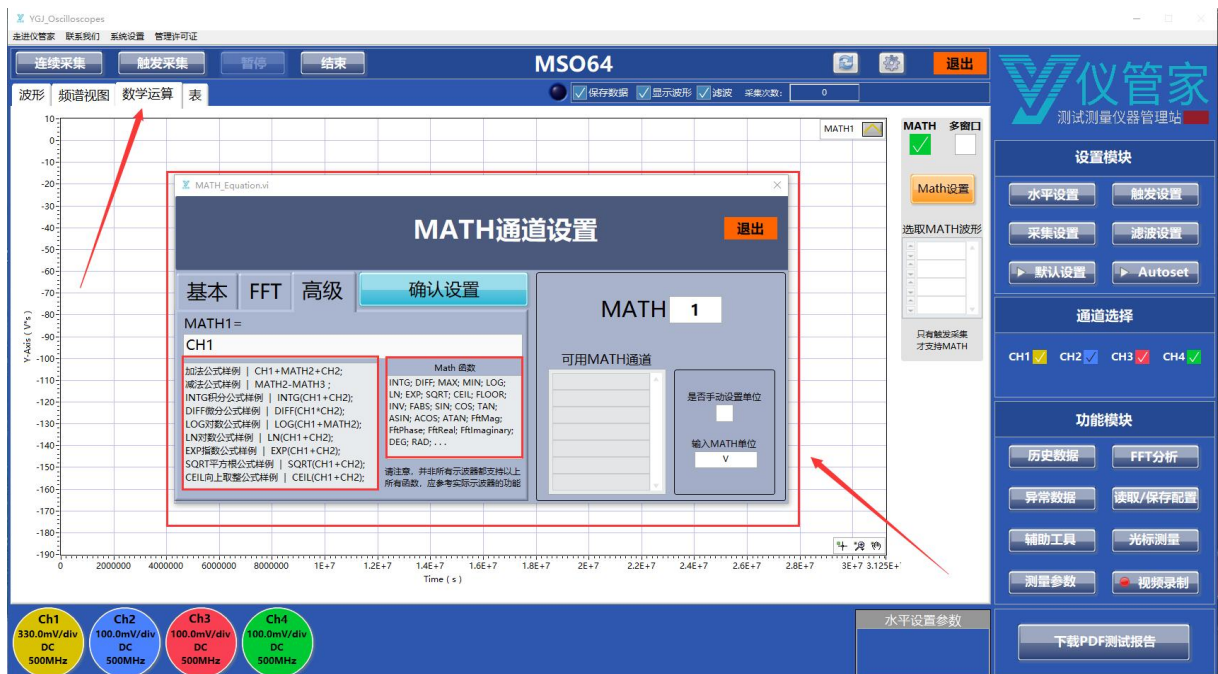 YGJ_Oscilloscopes
走进仪管家 联系我们 系统设置 管理许可证
连续采集 触发采集 暂停 结束 MSO64 退出
波形 频谱视图 数学运算 表 保存数据 显示波形 滤波 采集次数: 0
仪管家
测试测量仪器管理站
MATH1
MATH 多窗口
Math设置
选取MATH波形
只有触发采集
才支持MATH
10
0
-10
-20
-30
-40
-50
-60
-70
-80
-90
-100
-110
-120
-130
-140
-150
-160
-170
-180
-190
Y-Axis ( V*s )
0 2000000 4000000 6000000 8000000 1E+7 1.2E+7 1.4E+7 1.6E+7 1.8E+7 2E+7 2.2E+7 2.4E+7 2.6E+7 2.8E+7 3E+7 3.125E+
Time ( s )
MATH_Equation.vi
MATH通道设置
退出
基本 FFT 高级 确认设置
MATH1=
CH1
加法公式样例 | CH1+MATH2+CH2;
减法公式样例 | MATH2-MATH3 ;
INTG积分公式样例 | INTG(CH1+CH2);
DIFF微分公式样例 | DIFF(CH1*CH2);
LOG对数公式样例 | LOG(CH1+MATH2);
LN对数公式样例 | LN(CH1+CH2);
EXP指数公式样例 | EXP(CH1+CH2);
SQRT平方根公式样例 | SQRT(CH1+CH2);
CEIL向上取整公式样例 | CEIL(CH1+CH2);
Math 函数
INTG; DIFF; MAX; MIN; LOG;
LN; EXP; SQRT; CEIL; FLOOR;
INV; FABS; SIN; COS; TAN;
ASIN; ACOS; ATAN; FftMag;
FftPhase; FftReal; FftImaginary;
DEG; RAD; . . .
请注意，并非所有示波器都支持以上
所有函数，应参考实际示波器的功能
MATH 1
可用MATH通道
是否手动设置单位
输入MATH单位
V
设置模块
水平设置 触发设置
采集设置 滤波设置
默认设置 Autoset
通道选择
CH1 CH2 CH3 CH4
功能模块
历史数据 FFT分析
异常数据 读取/保存配置
辅助工具 光标测量
测量参数 视频录制
下载PDF测试报告
Ch1
330.0mV/div
DC
500MHz
Ch2
100.0mV/div
DC
500MHz
Ch3
100.0mV/div
DC
500MHz
Ch4
100.0mV/div
DC
500MHz
水平设置参数